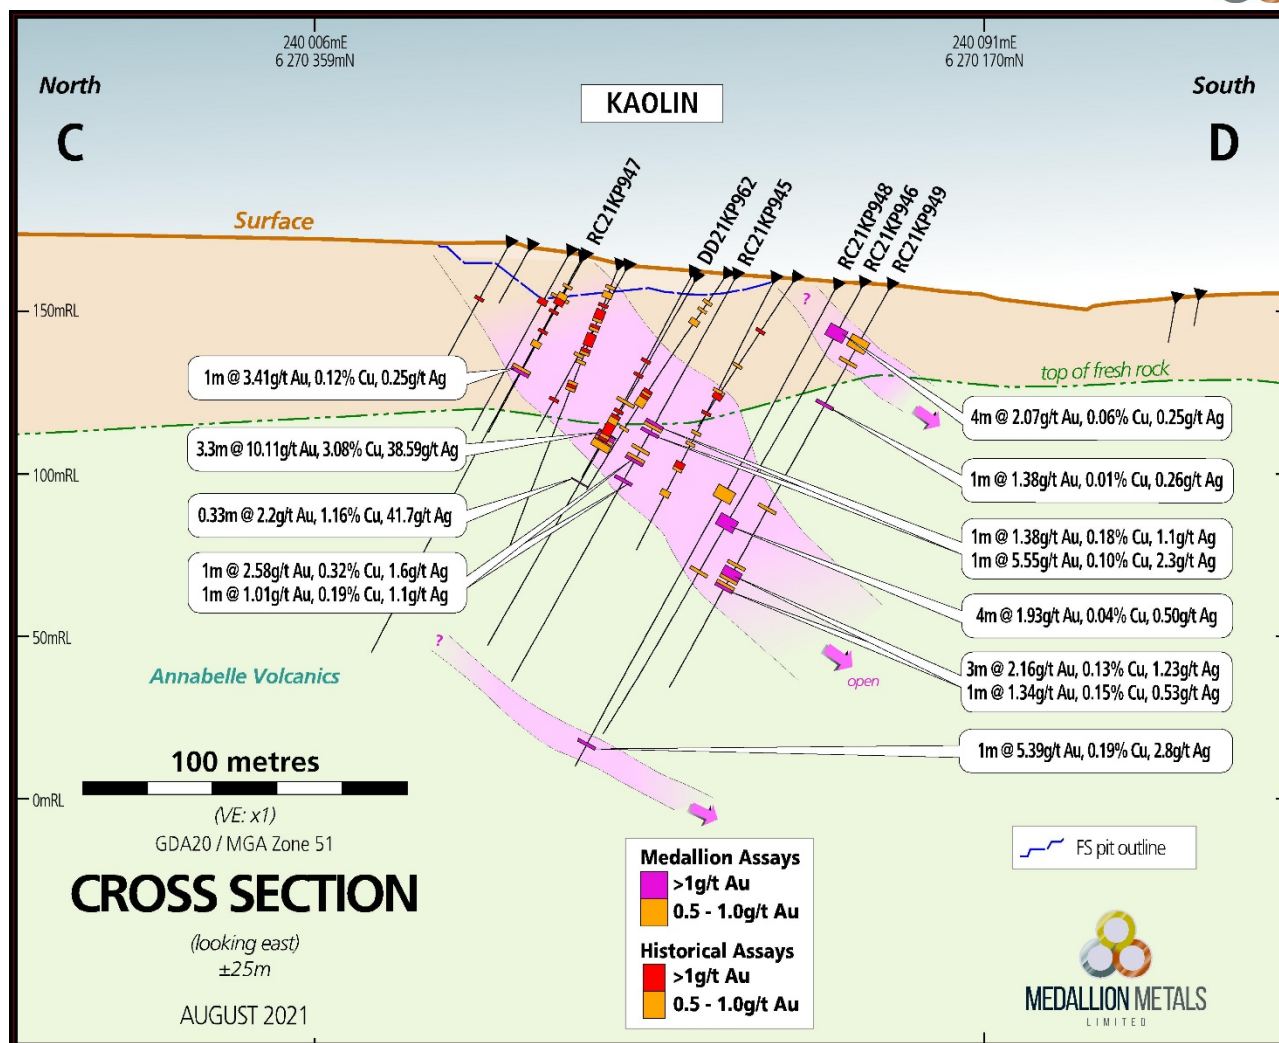 240 006mE
6 270 359mN
240 091mE
6 270 170mN
North
South
KAOLIN
C
D
RC21KP947
DD21KP962
RC21KP945
RC21KP948
RC21KP946
RC21KP949
Surface
150mRL
?
top of fresh rock
1m @ 3.41g/t Au, 0.12% Cu, 0.25g/t Ag
4m @ 2.07g/t Au, 0.06% Cu, 0.25g/t Ag
3.3m @ 10.11g/t Au, 3.08% Cu, 38.59g/t Ag
100mRL
1m @ 1.38g/t Au, 0.01% Cu, 0.26g/t Ag
0.33m @ 2.2g/t Au, 1.16% Cu, 41.7g/t Ag
1m @ 1.38g/t Au, 0.18% Cu, 1.1g/t Ag
1m @ 5.55g/t Au, 0.10% Cu, 2.3g/t Ag
1m @ 2.58g/t Au, 0.32% Cu, 1.6g/t Ag
1m @ 1.01g/t Au, 0.19% Cu, 1.1g/t Ag
4m @ 1.93g/t Au, 0.04% Cu, 0.50g/t Ag
50mRL
?
3m @ 2.16g/t Au, 0.13% Cu, 1.23g/t Ag
1m @ 1.34g/t Au, 0.15% Cu, 0.53g/t Ag
Annabelle Volcanics
open
1m @ 5.39g/t Au, 0.19% Cu, 2.8g/t Ag
100 metres
0mRL
(VE: x1)
GDA20 / MGA Zone 51
CROSS SECTION
(looking east)
±25m
AUGUST 2021
Medallion Assays
>1g/t Au
0.5 - 1.0g/t Au
Historical Assays
>1g/t Au
0.5 - 1.0g/t Au
FS pit outline
MEDALLION METALS
LIMITED